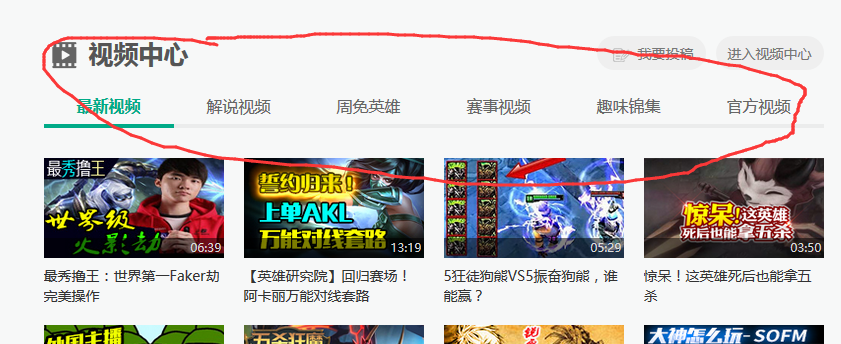 视频中心
我要投稿
进入视频中心
最新视频
解说视频
周免英雄
赛事视频
趣味锦集
官方视频
最秀撸王
世界级
火影劫
06:39
誓约归来！
上单AKL
万能对线套路
13:19
05:29
惊呆!这英雄
死后也能拿五杀
03:50
最秀撸王：世界第一Faker劫
完美操作
【英雄研究院】回归赛场！
阿卡丽万能对线套路
5狂徒狗熊VS5振奋狗熊，谁
能赢？
惊呆！这英雄死后也能拿五
杀
外国主播
五杀狂魔
大神怎么玩-SOFM